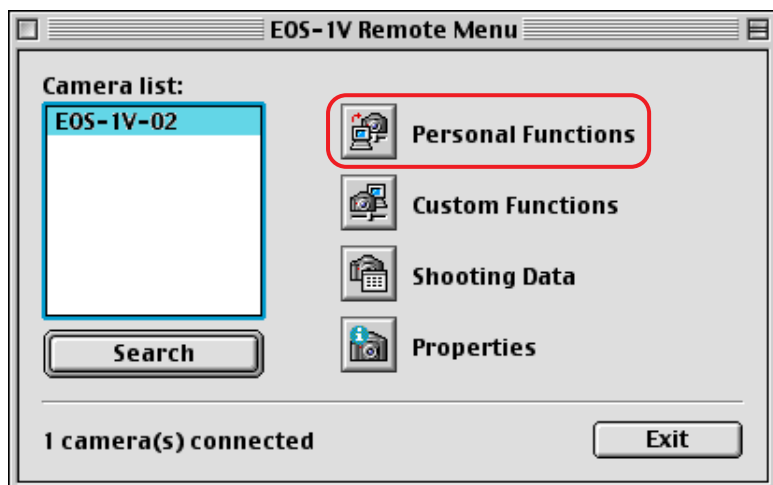 EOS-1V Remote Menu
Camera list:
EOS-1V-02
Personal Functions
Custom Functions
Shooting Data
Properties
Search
1 camera(s) connected
Exit